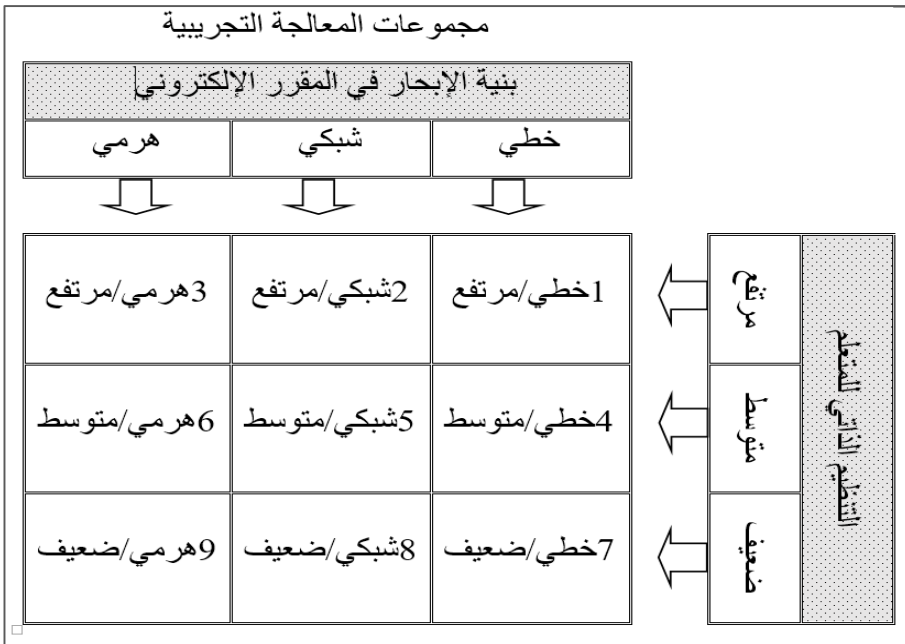 مجموعات المعالجة التجريبية
بنية الإبحار في المقرر الإلكتروني
خطي
شبكي
هرمي
التنظيم الذاتي للمتعلم
مرتفع
1خطي/مرتفع
2شبكي/مرتفع
3هرمي/مرتفع
متوسط
4خطي/متوسط
5شبكي/متوسط
6هرمي/متوسط
ضعيف
7خطي/ضعيف
8شبكي/ضعيف
9هرمي/ضعيف